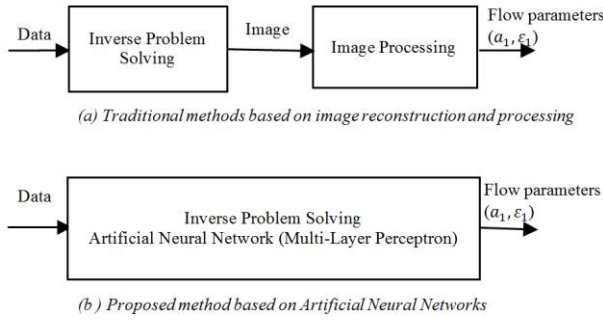 Data
Inverse Problem
Solving
Image
Image Processing
Flow parameters
(a₁, ε₁)
(a) Traditional methods based on image reconstruction and processing
Data
Inverse Problem Solving
Artificial Neural Network (Multi-Layer Perceptron)
Flow parameters
(a₁, ε₁)
(b ) Proposed method based on Artificial Neural Networks